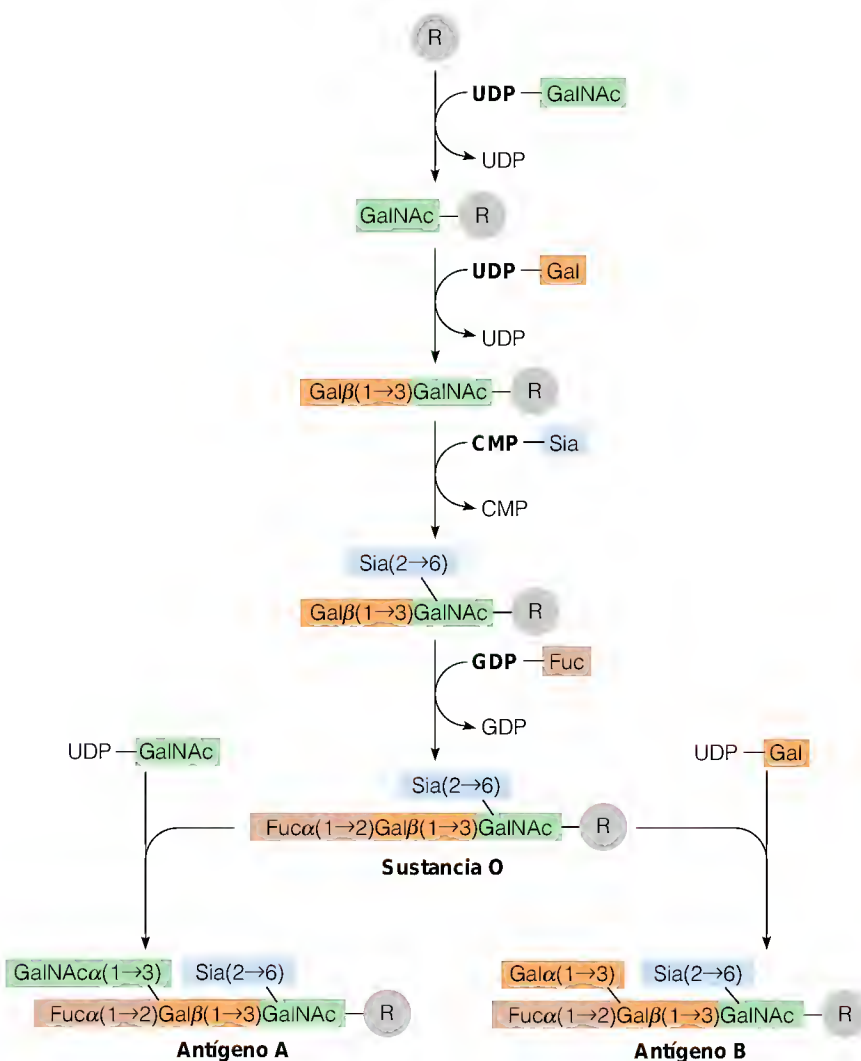 R
UDP—GalNAc
UDP
GalNAc—R
UDP—Gal
UDP
Galβ(1→3)GalNAc—R
CMP—Sia
CMP
Sia(2→6)
Galβ(1→3)GalNAc—R
GDP—Fuc
GDP
UDP—GalNAc
UDP—Gal
Sia(2→6)
Fucα(1→2)Galβ(1→3)GalNAc—R
Sustancia O
GalNAcα(1→3) Sia(2→6)
Fucα(1→2)Galβ(1→3)GalNAc—R
Antígeno A
Galα(1→3) Sia(2→6)
Fucα(1→2)Galβ(1→3)GalNAc—R
Antígeno B